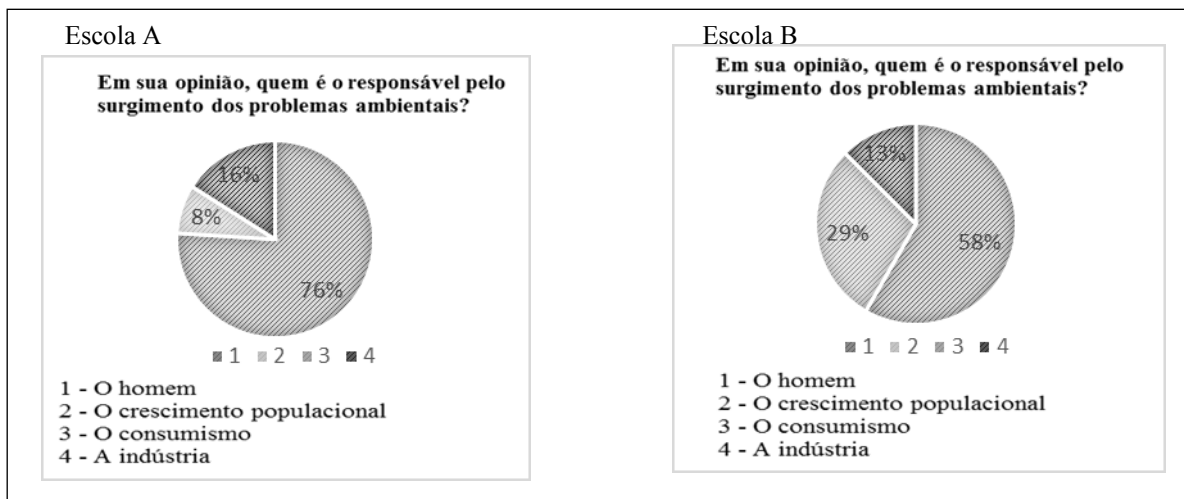 Escola A
Em sua opinião, quem é o responsável pelo
surgimento dos problemas ambientais?
16%
8%
76%
1 2 3 4
1 - O homem
2 - O crescimento populacional
3 - O consumismo
4 - A indústria
Escola B
Em sua opinião, quem é o responsável pelo
surgimento dos problemas ambientais?
13%
29%
58%
1 2 3 4
1 - O homem
2 - O crescimento populacional
3 - O consumismo
4 - A indústria